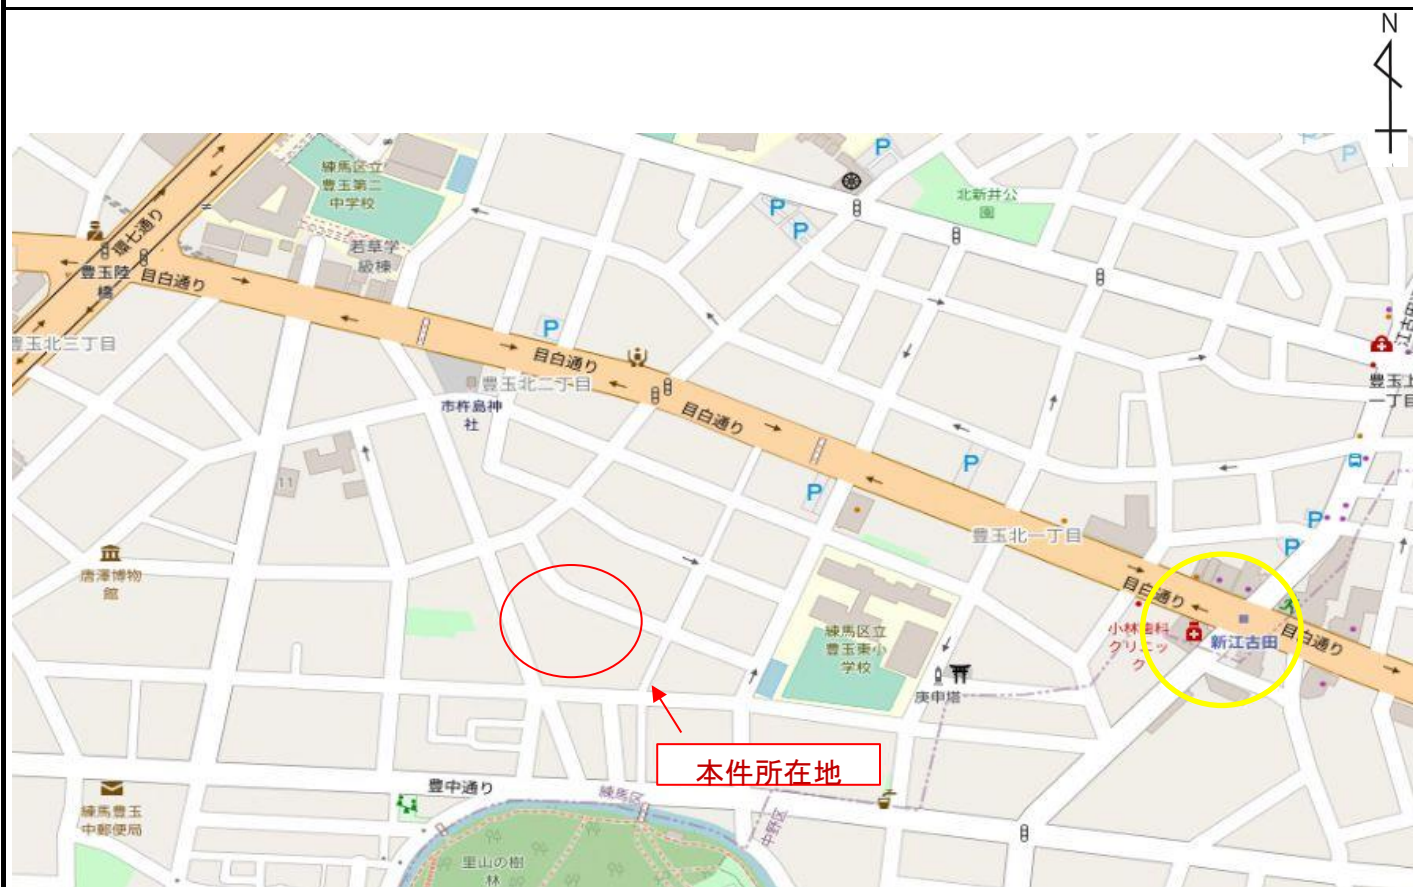 N
練馬区立
豊玉第二
中学校
北新井公
園
P
P
P
P
P
環七通り
若草学
級棟
豊玉陸
橋
目白通り
豊玉北三丁目
P
目白通り
豊玉北二丁目
市杵島神
社
目白通り
豊玉上
一丁目
11
P
P
P
P
豊玉北一丁目
唐澤博物
館
目白通り
練馬区立
豊玉東小
学校
小林歯科
クリニッ
ク
新江古田
目白通り
庚申塔
本件所在地
豊中通り
練馬区
中野区
練馬豊玉
中郵便局
里山の樹
林